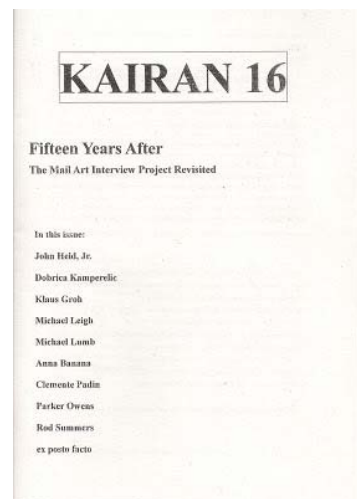 KAIRAN 16
Fifteen Years After
The Mail Art Interview Project Revisited
In this issue:
John Held, Jr.
Dobrica Kamperelic
Klaus Groh
Michael Leigh
Michael Lumb
Anna Banana
Clemente Padin
Parker Owens
Rod Summers
ex posto facto